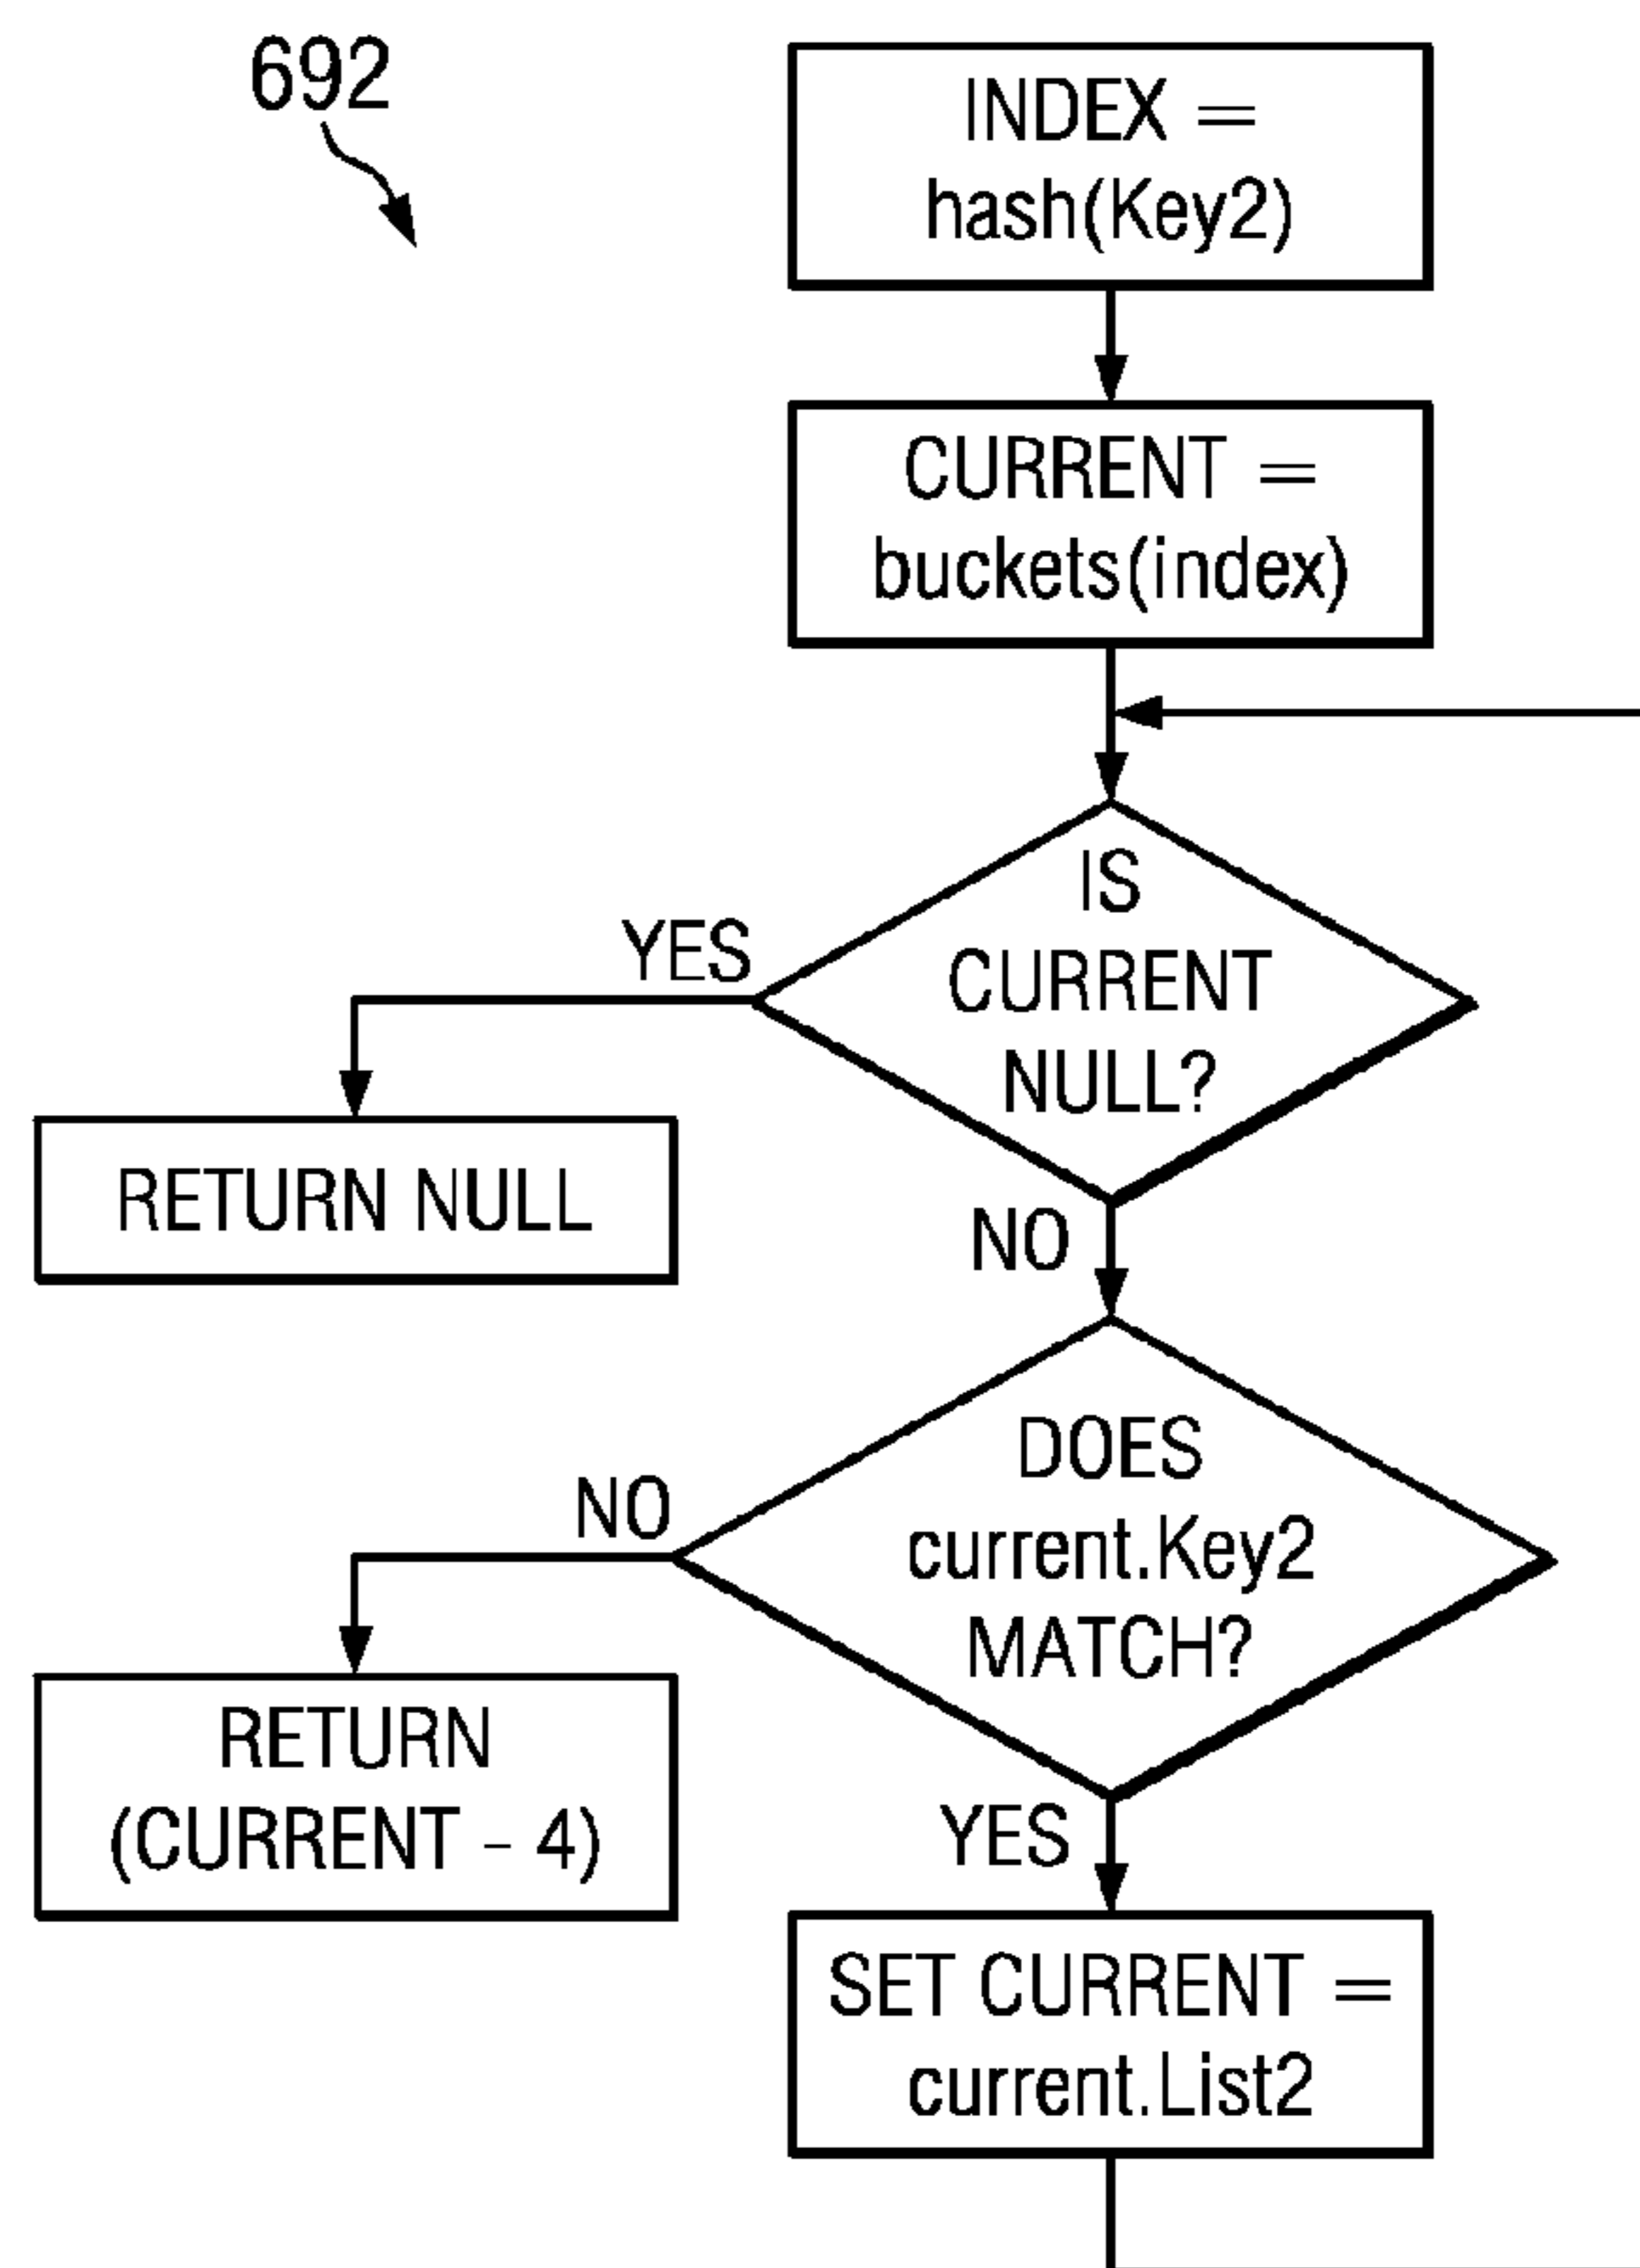 692
INDEX =
hash(Key2)
CURRENT =
buckets(index)
IS
CURRENT
NULL?
YES
RETURN NULL
NO
DOES
current.Key2
MATCH?
NO
RETURN
(CURRENT – 4)
YES
SET CURRENT =
current.List2